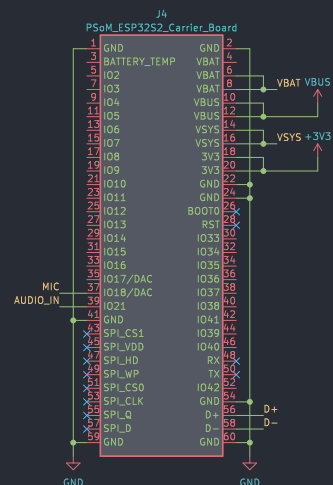 J4
PSoM_ESP32S2_Carrier_Board
1 GND GND 2
3 BATTERY_TEMP VBAT 4
5 IO2 VBAT 6
7 IO3 VBAT 8 VBAT VBUS
9 IO4 VBUS 10
11 IO5 VBUS 12
13 IO6 VSYS 14
15 IO7 VSYS 16 VSYS +3V3
17 IO8 3V3 18
19 IO9 3V3 20
21 IO10 GND 22
23 IO11 GND 24
25 IO12 BOOT0 26
27 IO13 RST 28
29 IO14 IO33 30
31 IO15 IO34 32
33 IO16 IO35 34
35 IO17/DAC IO36 36
MIC 37 IO18/DAC IO37 38
AUDIO_IN 39 IO21 IO38 40
41 GND IO41 42
43 SPI_CS1 IO39 44
45 SPI_VDD IO40 46
47 SPI_HD RX 48
49 SPI_WP TX 50
51 SPI_CS0 IO42 52
53 SPI_CLK GND 54
55 SPI_Q D+ 56 D+
57 SPI_D D- 58 D-
59 GND GND 60
GND GND